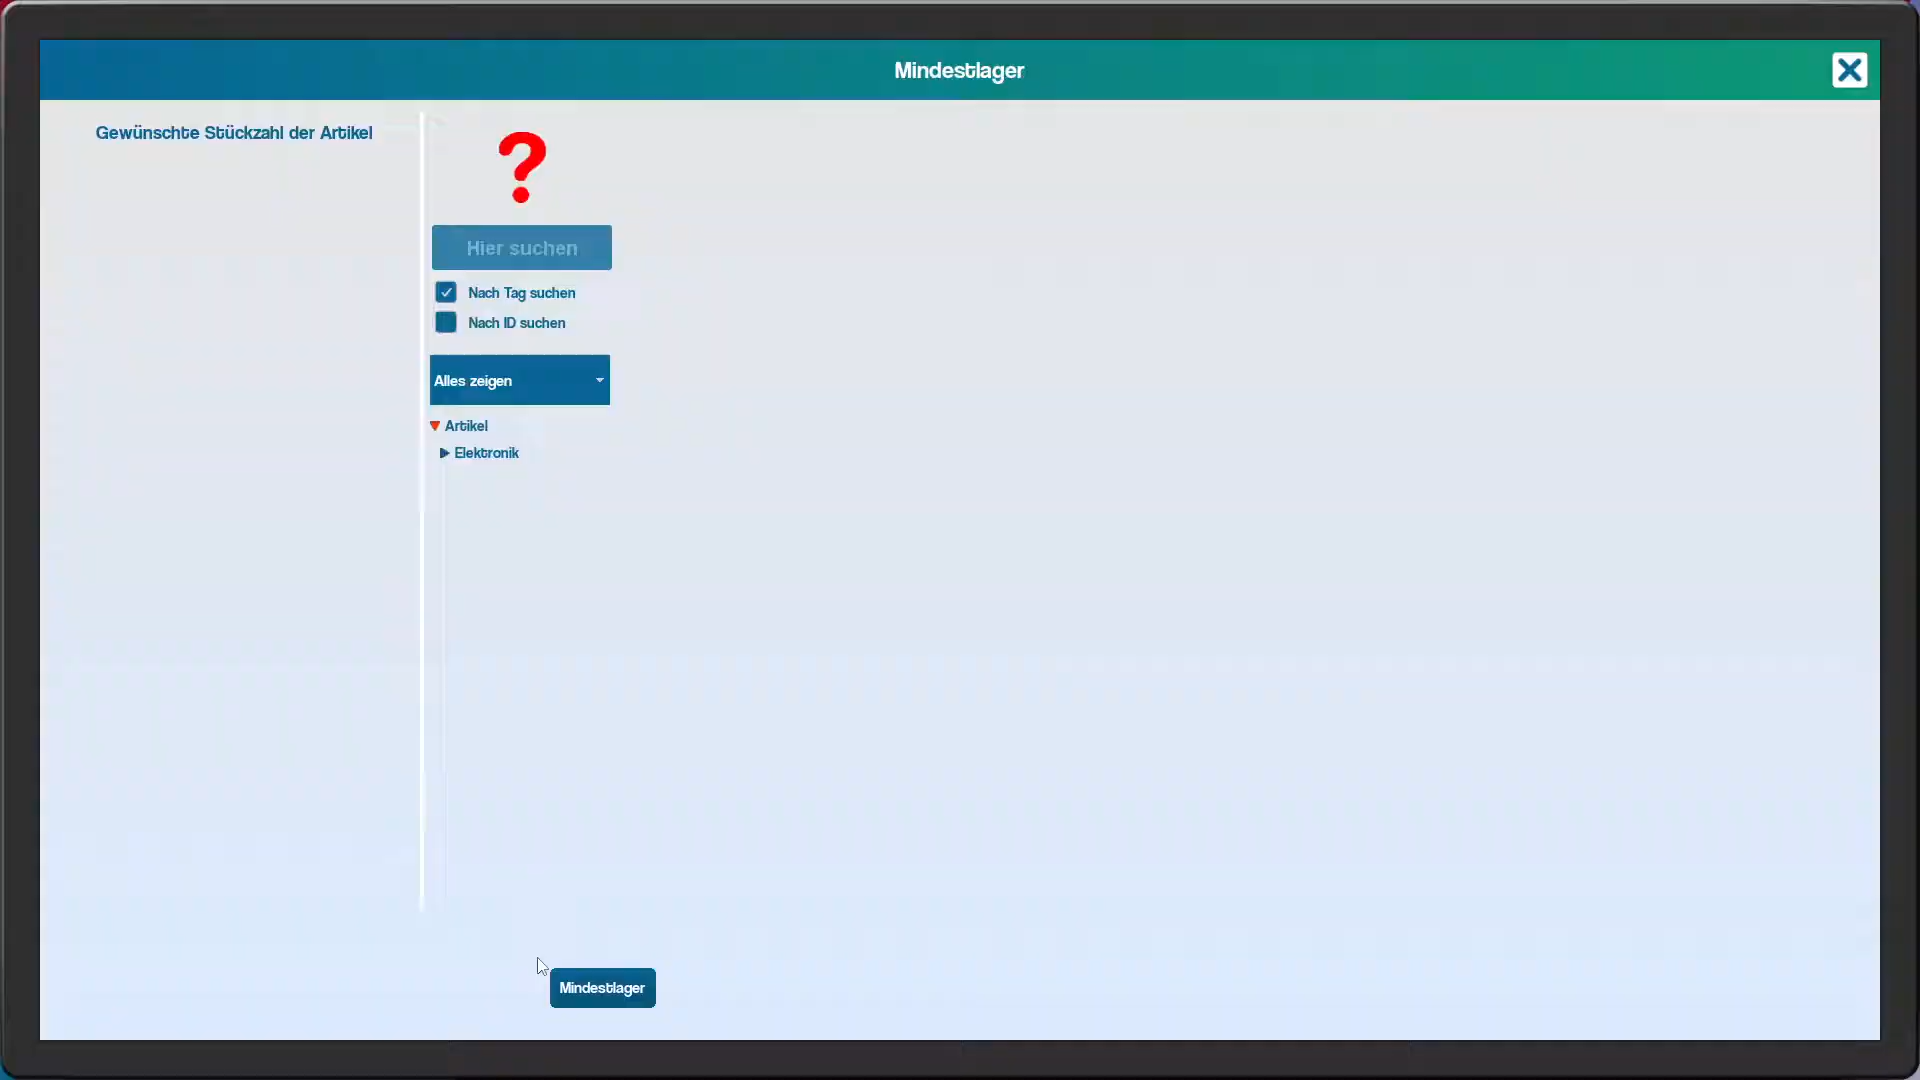 Mindestlager
Gewünschte Stückzahl der Artikel
?
Hier suchen
Nach Tag suchen
Nach ID suchen
Alles zeigen
Artikel
Elektronik
Mindestlager